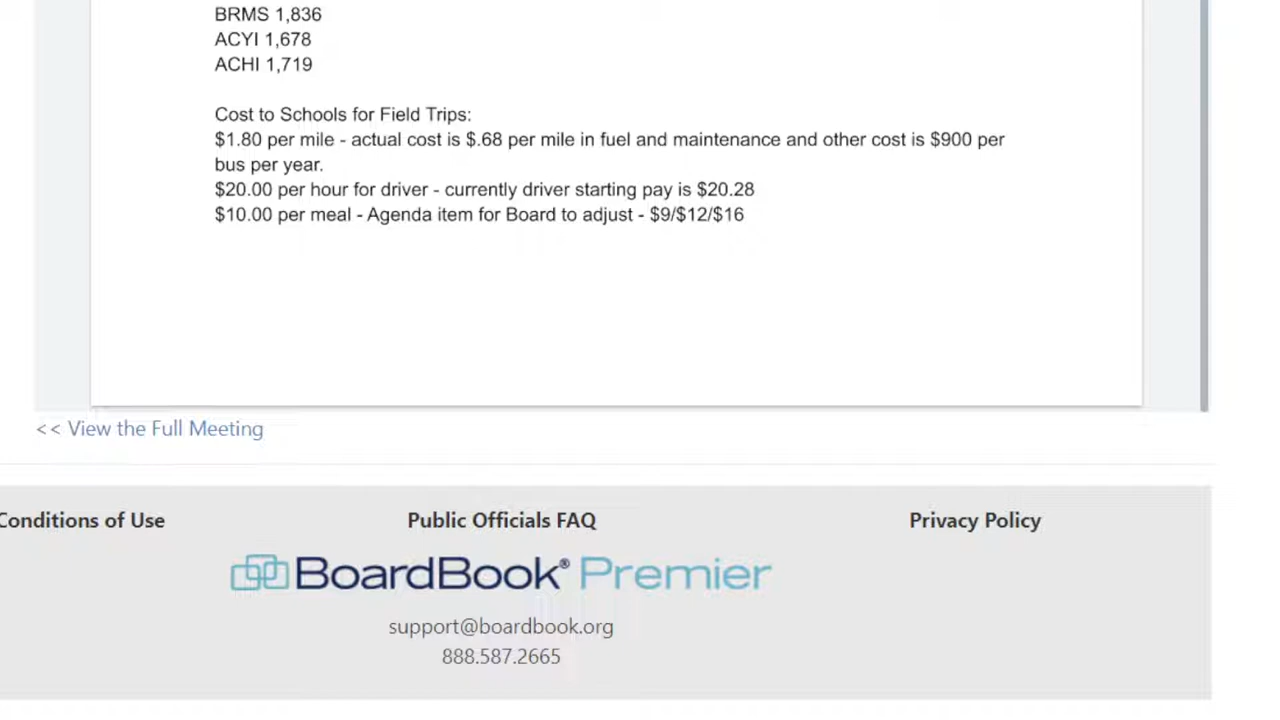 BRMS 1,836
ACYI 1,678
ACHI 1,719
Cost to Schools for Field Trips:
$1.80 per mile - actual cost is $.68 per mile in fuel and maintenance and other cost is $900 per
bus per year.
$20.00 per hour for driver - currently driver starting pay is $20.28
$10.00 per meal - Agenda item for Board to adjust - $9/$12/$16
<< View the Full Meeting
Conditions of Use
Public Officials FAQ
Privacy Policy
BoardBook® Premier
support@boardbook.org
888.587.2665